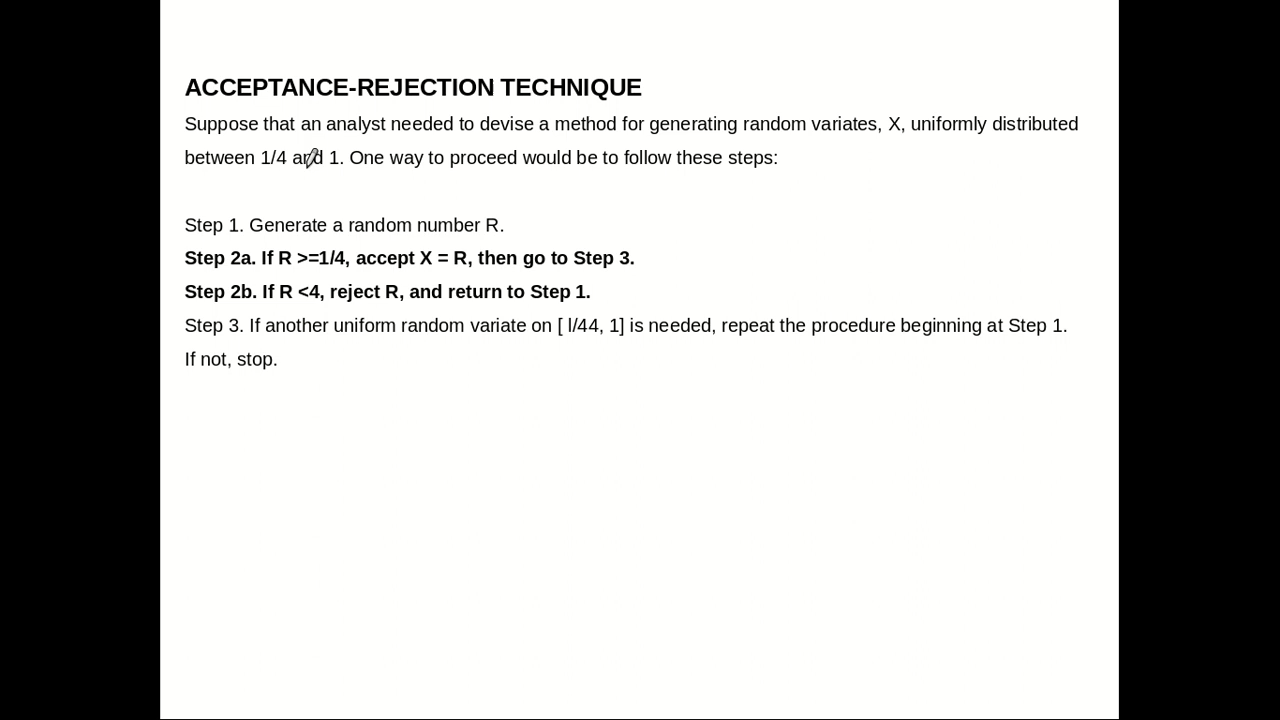 ACCEPTANCE-REJECTION TECHNIQUE
Suppose that an analyst needed to devise a method for generating random variates, X, uniformly distributed
between 1/4 and 1. One way to proceed would be to follow these steps:
Step 1. Generate a random number R.
Step 2a. If R >=1/4, accept X = R, then go to Step 3.
Step 2b. If R <4, reject R, and return to Step 1.
Step 3. If another uniform random variate on [ l/44, 1] is needed, repeat the procedure beginning at Step 1.
If not, stop.